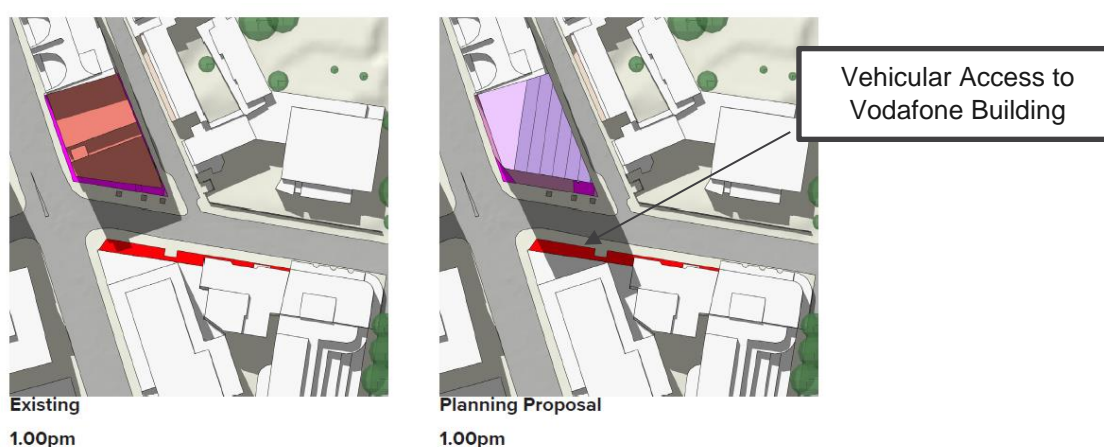 Vehicular Access to
Vodafone Building
Existing
1.00pm
Planning Proposal
1.00pm